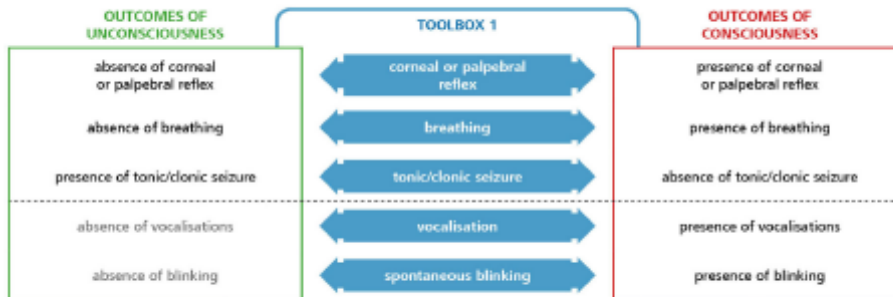 OUTCOMES OF
UNCONSCIOUSNESS
TOOLBOX 1
OUTCOMES OF
CONSCIOUSNESS
absence of corneal
or palpebral reflex
corneal or palpebral
reflex
presence of corneal
or palpebral reflex
absence of breathing
breathing
presence of breathing
presence of tonic/clonic seizure
tonic/clonic seizure
absence of tonic/clonic seizure
absence of vocalisations
vocalisation
presence of vocalisations
absence of blinking
spontaneous blinking
presence of blinking